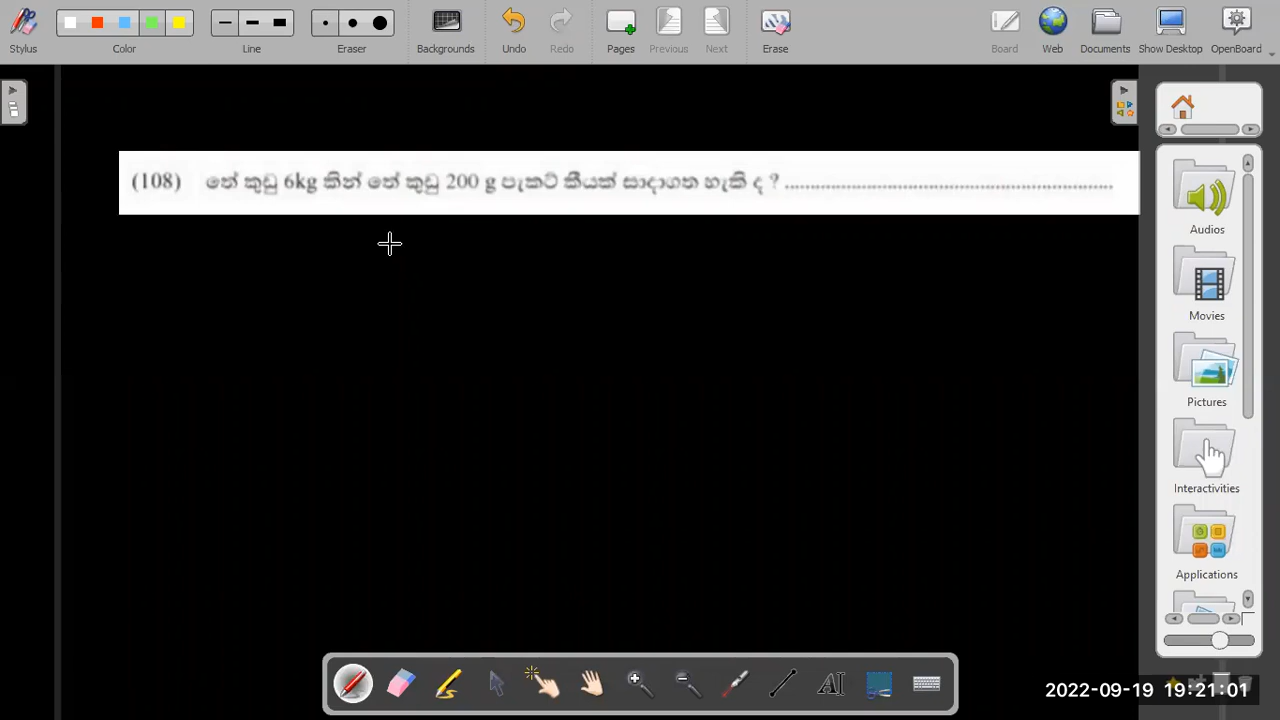 Stylus
Color
Line
Eraser
Backgrounds
Undo
Redo
Pages
Previous
Next
Erase
Board
Web
Documents
Show Desktop
OpenBoard
(108) තේ කුඩු 6kg කින් තේ කුඩු 200 g පැකට් කීයක් සාදාගත හැකි ද ? ..................................................................
Audios
Movies
Pictures
Interactivities
Applications
AI
2022-09-19 19:21:01